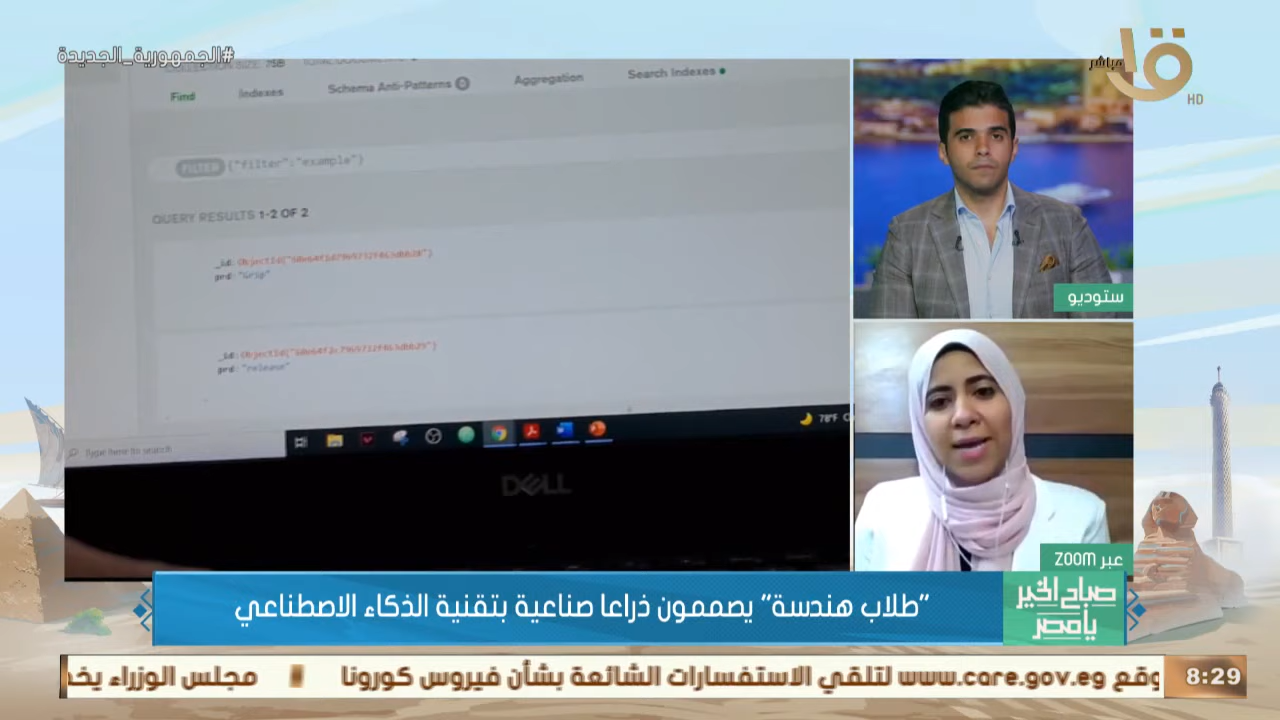 #الجمهورية_الجديدة
مباشر
HD
Find
Indexes
Schema Anti-Patterns 0
Aggregation
Search Indexes
FILTER {"filter":"example"}
QUERY RESULTS 1-2 OF 2
prd: "Grip"
prd: "release"
Type here to search
78°F
DELL
ستوديو
عبر ZOOM
صباح الخير
يا مصر
"طلاب هندسة" يصممون ذراعا صناعية بتقنية الذكاء الاصطناعي
وقع www.care.gov.eg لتلقي الاستفسارات الشائعة بشأن فيروس كورونا
مجلس الوزراء يخ
8:29